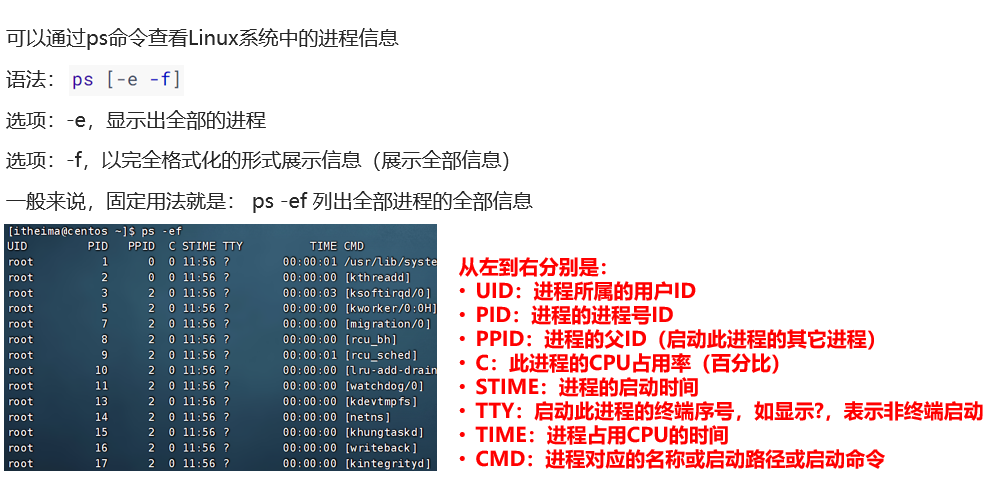 可以通过ps命令查看Linux系统中的进程信息
语法： ps [-e -f]
选项：-e，显示出全部的进程
选项：-f，以完全格式化的形式展示信息（展示全部信息）
一般来说，固定用法就是： ps -ef 列出全部进程的全部信息
[itheima@centos ~]$ ps -ef
UID PID PPID C STIME TTY TIME CMD
root 1 0 0 11:56 ? 00:00:01 /usr/lib/syste
root 2 0 0 11:56 ? 00:00:00 [kthreadd]
root 3 2 0 11:56 ? 00:00:03 [ksoftirqd/0]
root 5 2 0 11:56 ? 00:00:00 [kworker/0:0H]
root 7 2 0 11:56 ? 00:00:00 [migration/0]
root 8 2 0 11:56 ? 00:00:00 [rcu_bh]
root 9 2 0 11:56 ? 00:00:01 [rcu_sched]
root 10 2 0 11:56 ? 00:00:00 [lru-add-drain
root 11 2 0 11:56 ? 00:00:00 [watchdog/0]
root 13 2 0 11:56 ? 00:00:00 [kdevtmpfs]
root 14 2 0 11:56 ? 00:00:00 [netns]
root 15 2 0 11:56 ? 00:00:00 [khungtaskd]
root 16 2 0 11:56 ? 00:00:00 [writeback]
root 17 2 0 11:56 ? 00:00:00 [kintegrityd]
从左到右分别是：
• UID：进程所属的用户ID
• PID：进程的进程号ID
• PPID：进程的父ID（启动此进程的其它进程）
• C：此进程的CPU占用率（百分比）
• STIME：进程的启动时间
• TTY：启动此进程的终端序号，如显示?，表示非终端启动
• TIME：进程占用CPU的时间
• CMD：进程对应的名称或启动路径或启动命令